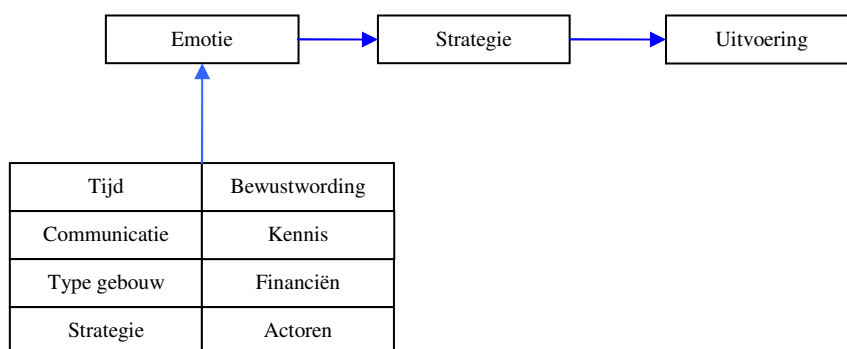 Emotie Strategie Uitvoering
Tijd Bewustwording
Communicatie Kennis
Type gebouw Financiën
Strategie Actoren